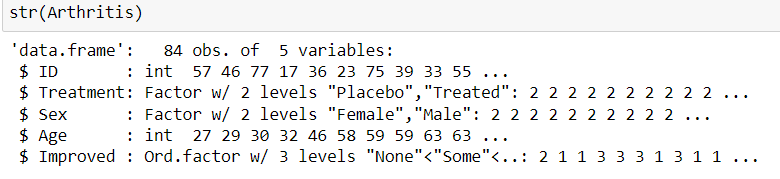 str(Arthritis)
'data.frame':   84 obs. of  5 variables:
 $ ID       : int  57 46 77 17 36 23 75 39 33 55 ...
 $ Treatment: Factor w/ 2 levels "Placebo","Treated": 2 2 2 2 2 2 2 2 2 2 ...
 $ Sex      : Factor w/ 2 levels "Female","Male": 2 2 2 2 2 2 2 2 2 2 ...
 $ Age      : int  27 29 30 32 46 58 59 59 63 63 ...
 $ Improved : Ord.factor w/ 3 levels "None"<"Some"<..: 2 1 1 3 3 3 1 3 1 1 ...